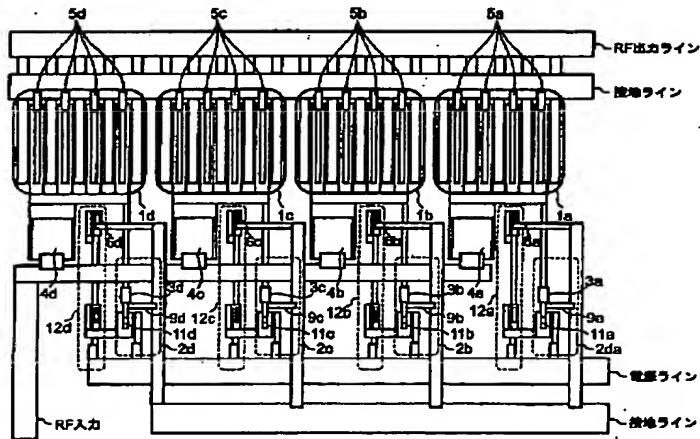 5d 5c 5b 5a
RF出力ライン
接地ライン
1d 1c 1b 1a
6d 6c 6b 6a
4d 4c 4b 4a
3d 3c 3b 3a
12d 12c 12b 12a
9d 9c 9b 9a
11d 11c 11b 11a
2d 2c 2b 2da
電源ライン
RF入力
接地ライン